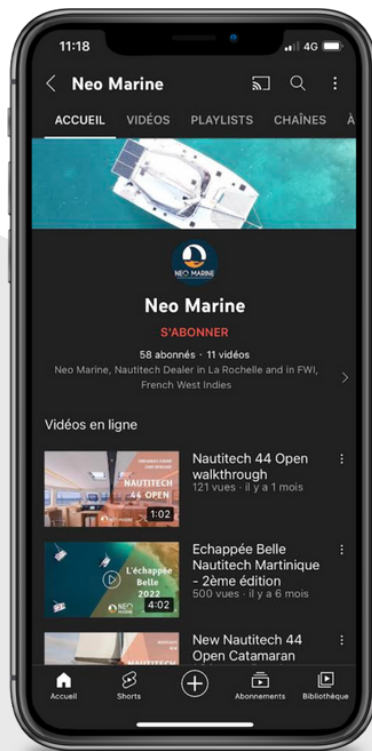 11:18
4G
Neo Marine
ACCUEIL VIDÉOS PLAYLISTS CHAÎNES À
NEO MARINE
Neo Marine
S'ABONNER
58 abonnés · 11 vidéos
Neo Marine, Nautitech Dealer in La Rochelle and in FWI,
French West Indies
Vidéos en ligne
NAUTITECH
44 OPEN
1:02
Nautitech 44 Open
walkthrough
121 vues · il y a 1 mois
L'échappée
Belle
2022
NEO
MARINE
4:02
Echappée Belle
Nautitech Martinique
- 2ème édition
500 vues · il y a 6 mois
New Nautitech 44
Open Catamaran
Accueil
Shorts
Abonnements
Bibliothèque